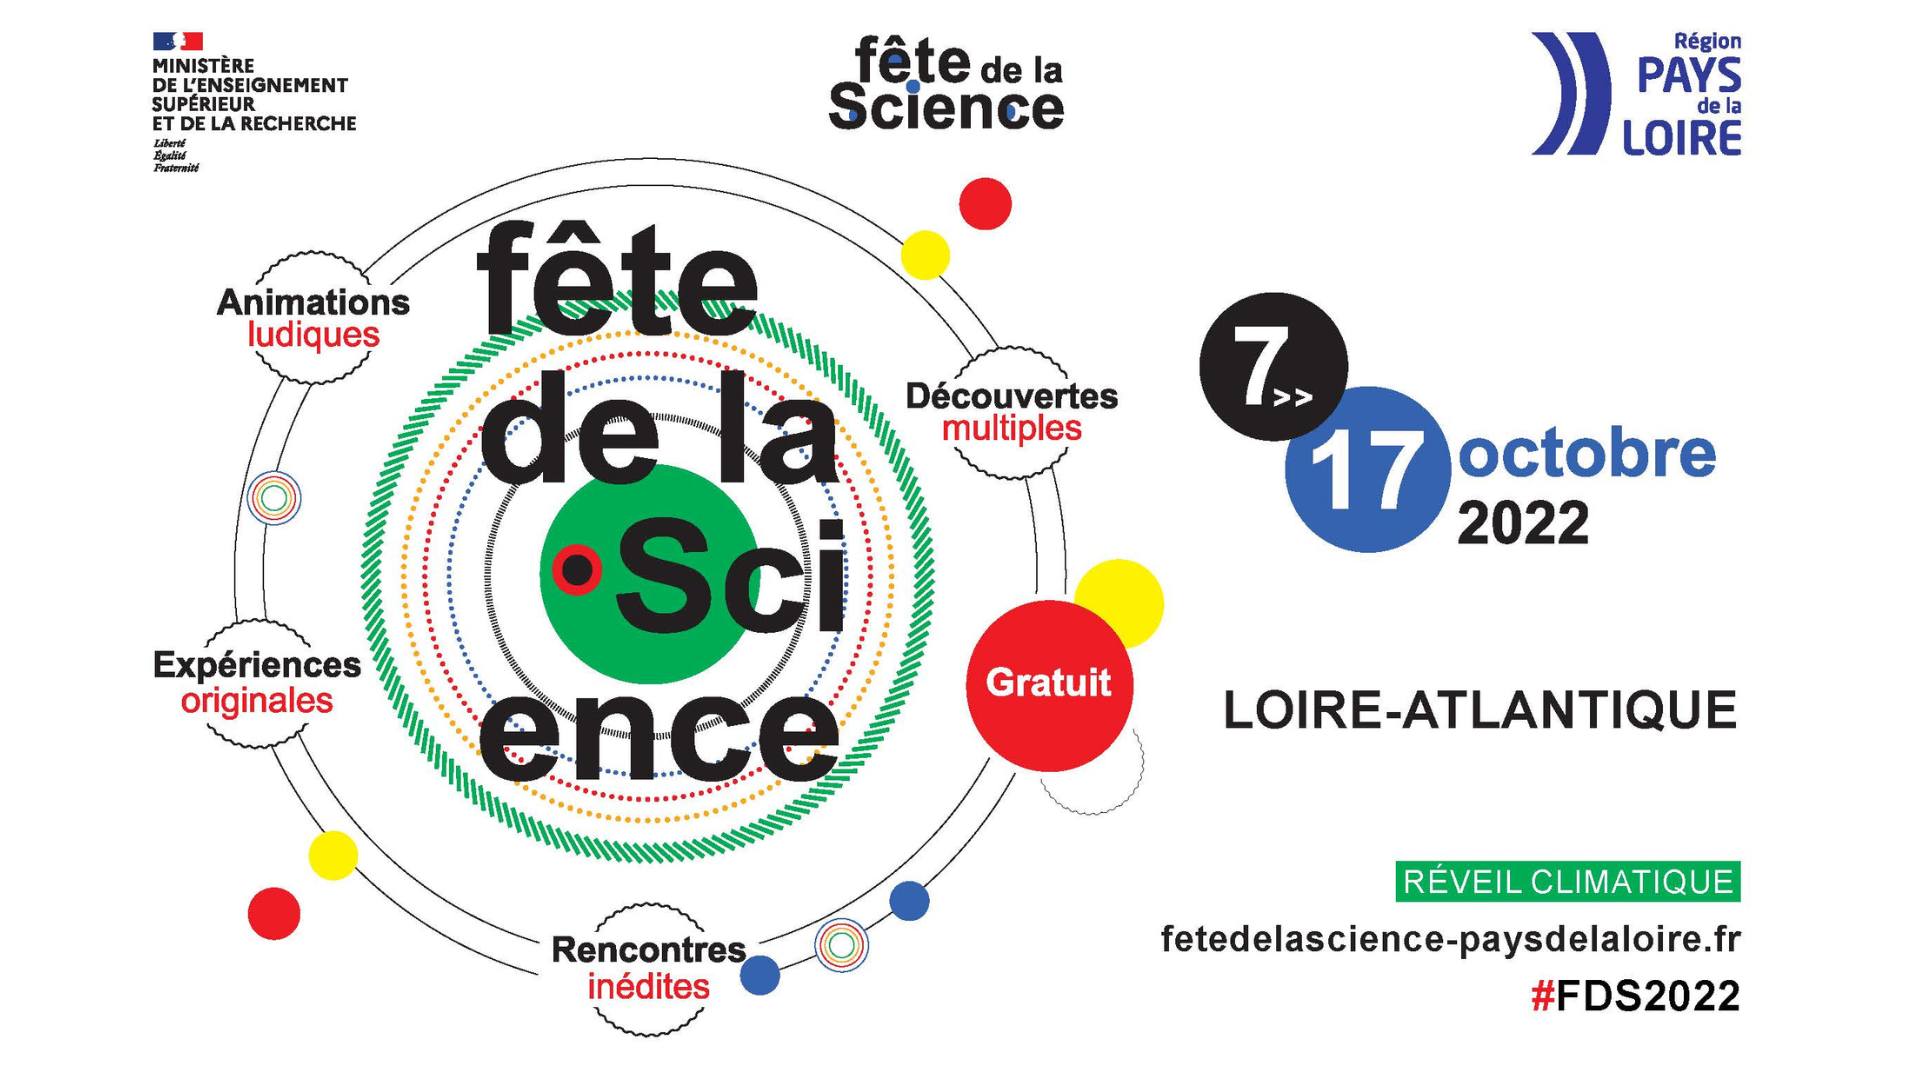 MINISTÈRE
DE L'ENSEIGNEMENT
SUPÉRIEUR
ET DE LA RECHERCHE
Liberté
Égalité
Fraternité
fête de la
Science
Région
PAYS
de la
LOIRE
fête
de la
Sci
ence
Animations
ludiques
Découvertes
multiples
Expériences
originales
Gratuit
Rencontres
inédites
7>>
17 octobre
2022
LOIRE-ATLANTIQUE
RÉVEIL CLIMATIQUE
fetedelascience-paysdelaloire.fr
#FDS2022